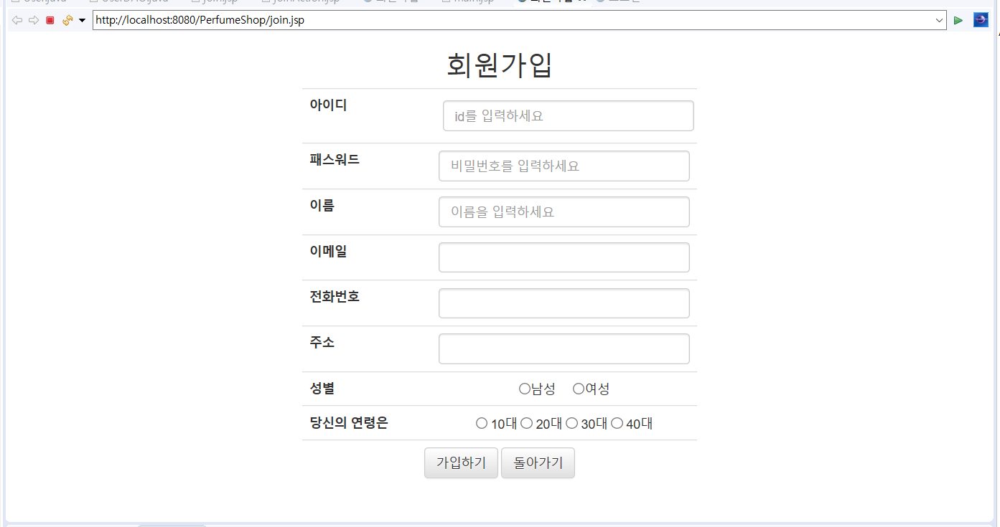 http://localhost:8080/PerfumeShop/join.jsp
회원가입
아이디
id를 입력하세요
패스워드
비밀번호를 입력하세요
이름
이름을 입력하세요
이메일
전화번호
주소
성별 남성 여성
당신의 연령은 10대 20대 30대 40대
가입하기 돌아가기